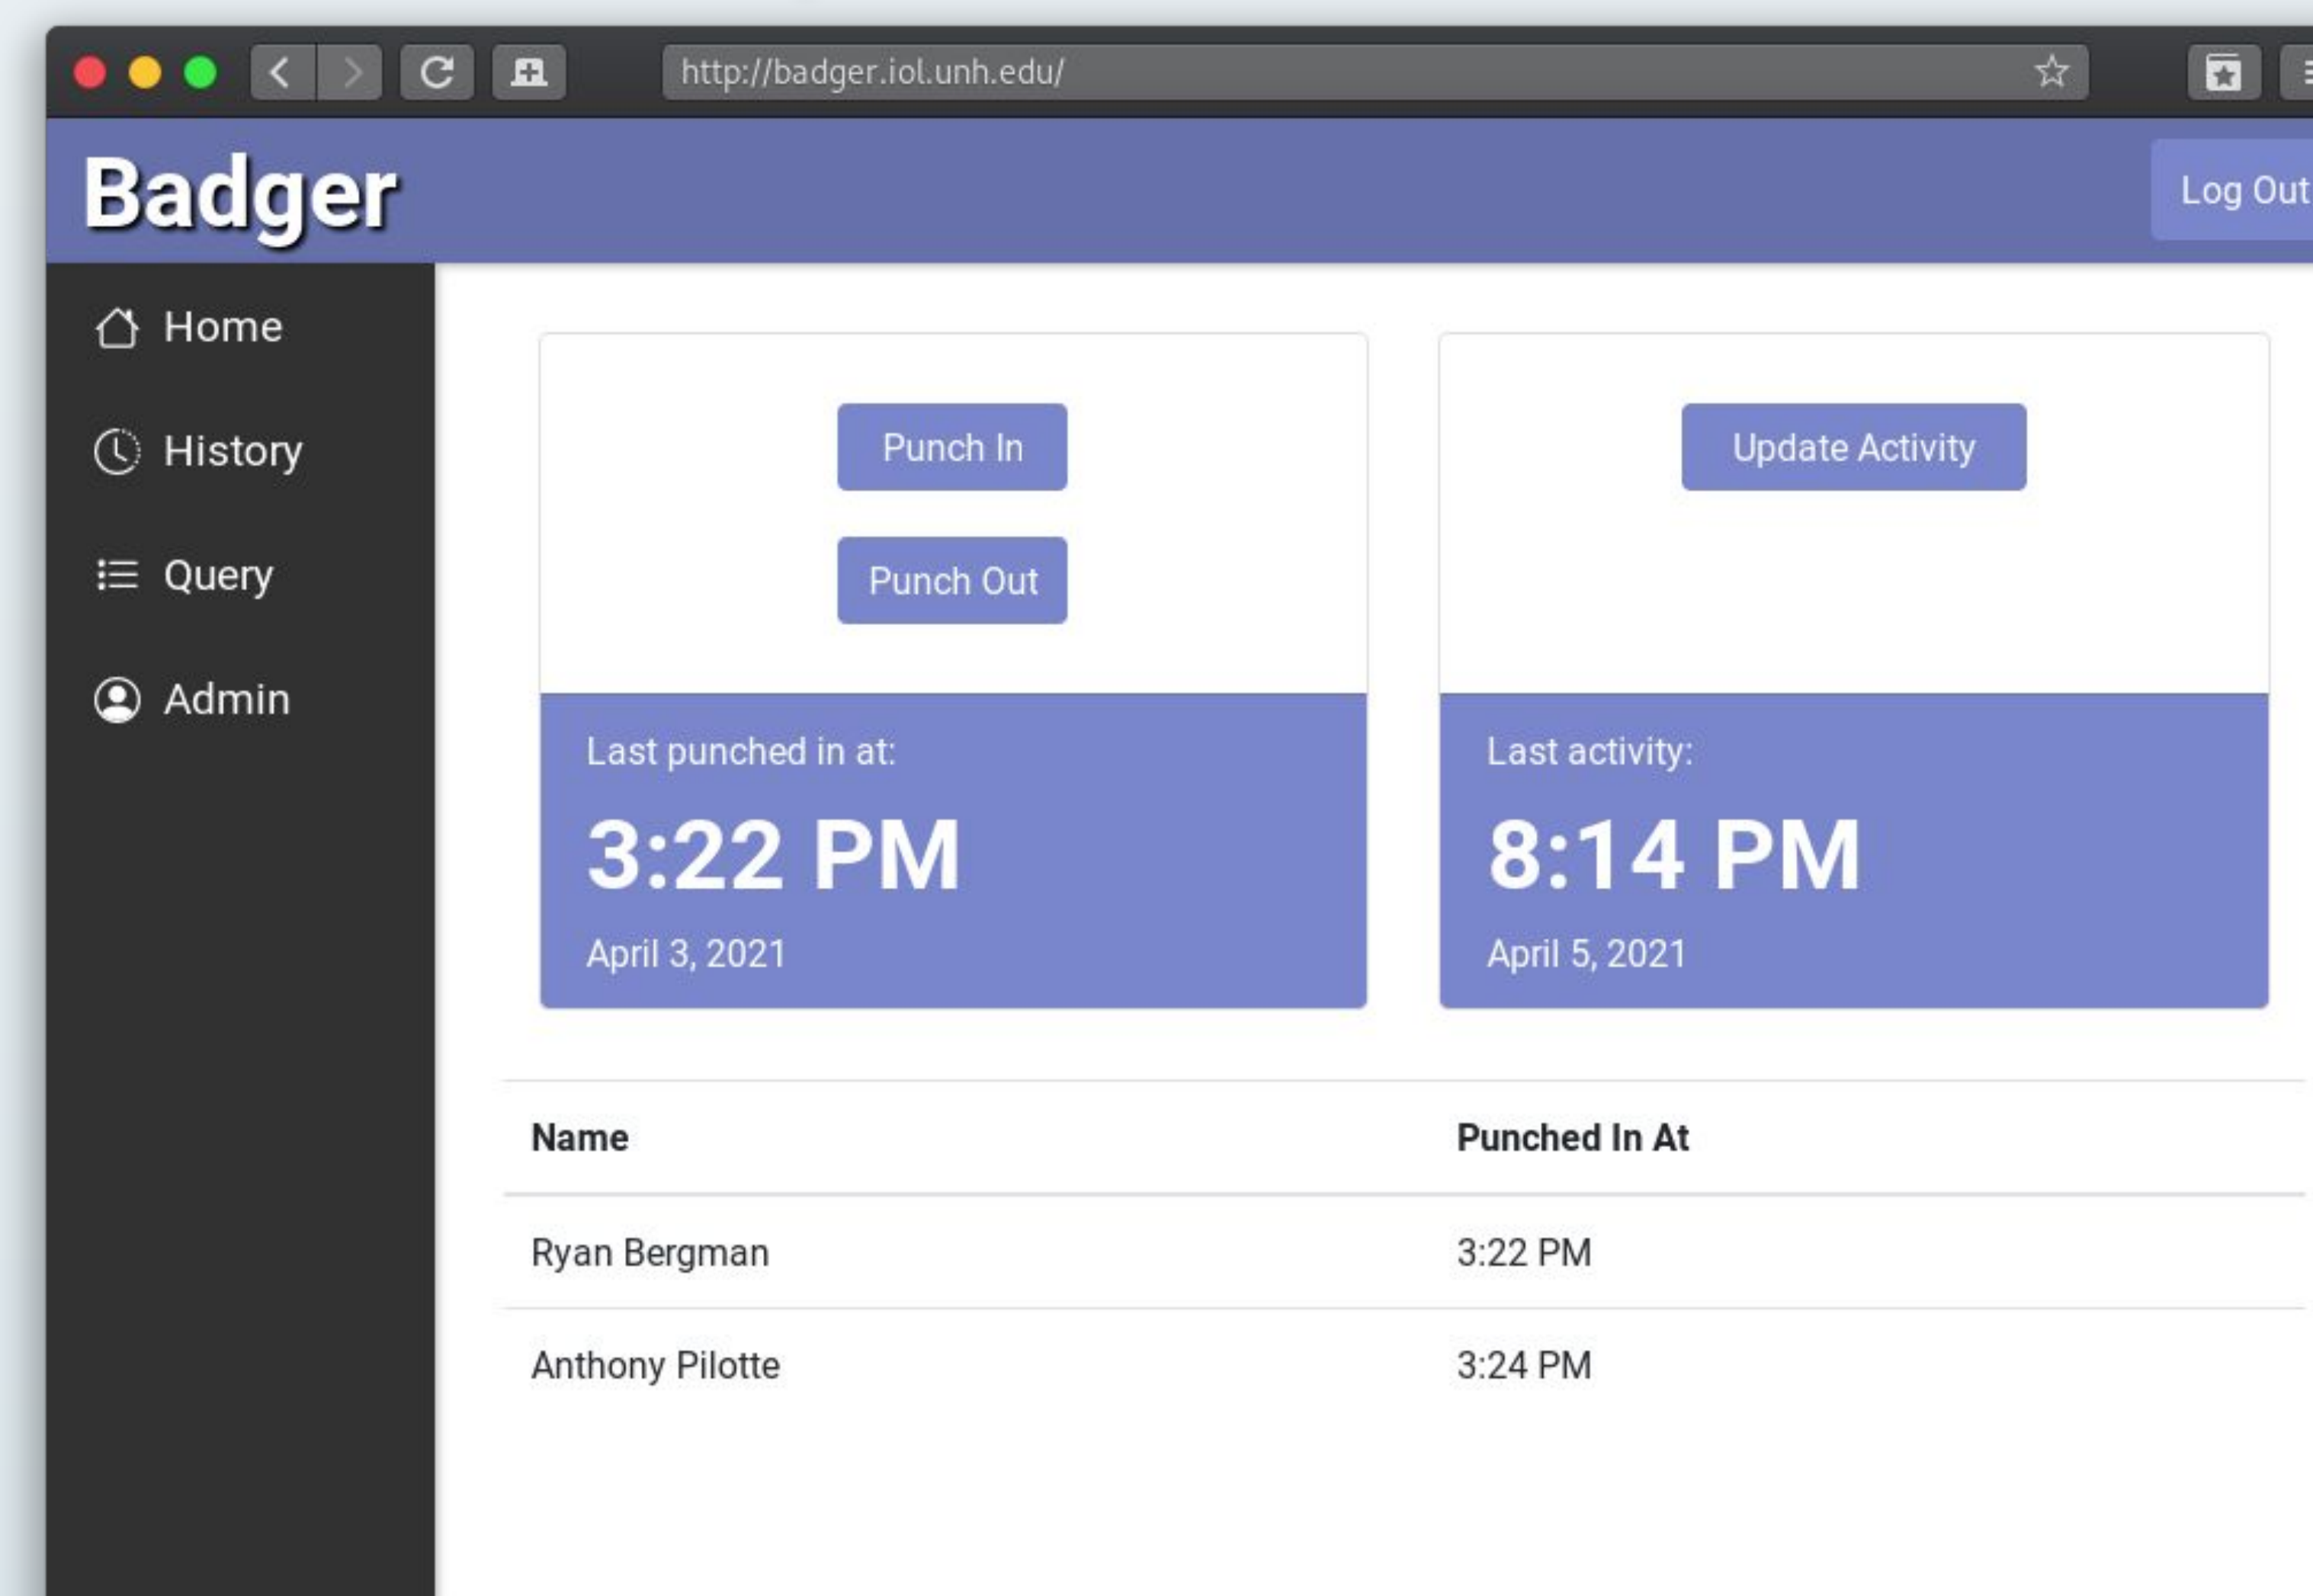 http://badger.iol.unh.edu/
Badger
Log Out
Home
History
Query
Admin
Punch In
Punch Out
Last punched in at:
3:22 PM
April 3, 2021
Update Activity
Last activity:
8:14 PM
April 5, 2021
Name Punched In At
Ryan Bergman 3:22 PM
Anthony Pilotte 3:24 PM